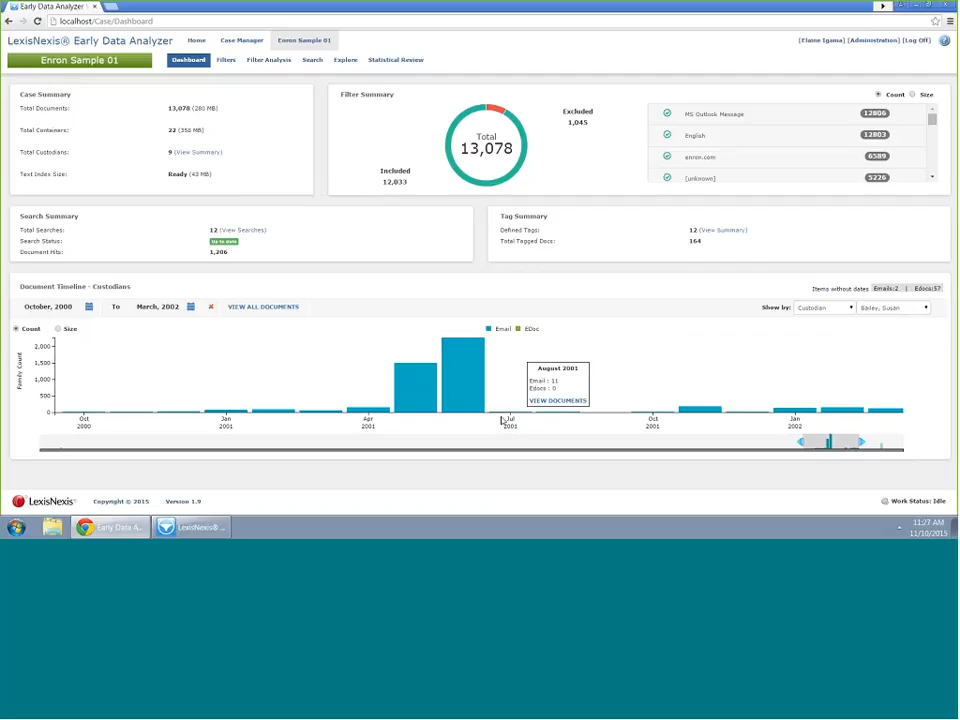 Early Data Analyzer
localhost/Case/Dashboard
LexisNexis® Early Data Analyzer Home Case Manager Enron Sample 01 [Elaine Igama] [Administration] [Log Off]
Enron Sample 01 Dashboard Filters Filter Analysis Search Explore Statistical Review
Case Summary
Total Documents: 13,078 (280 MB)
Total Containers: 22 (358 MB)
Total Custodians: 9 (View Summary)
Text Index Size: Ready (43 MB)
Filter Summary
Count Size
Total
13,078
Excluded
1,045
Included
12,033
MS Outlook Message 12806
English 12803
enron.com 6589
[unknown] 5226
Search Summary
Total Searches: 12 (View Searches)
Search Status: Up to date
Document Hits: 1,206
Tag Summary
Defined Tags: 12 (View Summary)
Total Tagged Docs: 164
Document Timeline - Custodians
Items without dates Emails:2 | Edocs:57
October, 2000 To March, 2002 VIEW ALL DOCUMENTS
Show by: Custodian Bailey, Susan
Count Size
Email EDoc
Family Count
2,000
1,500
1,000
500
0
August 2001
Email : 11
Edocs : 0
VIEW DOCUMENTS
Oct Jan Apr Jul Oct Jan
2000 2001 2001 2001 2001 2002
LexisNexis® Copyright © 2015 Version 1.9 Work Status: Idle
Early Data A... LexisNexis® ...
11:27 AM
11/10/2015